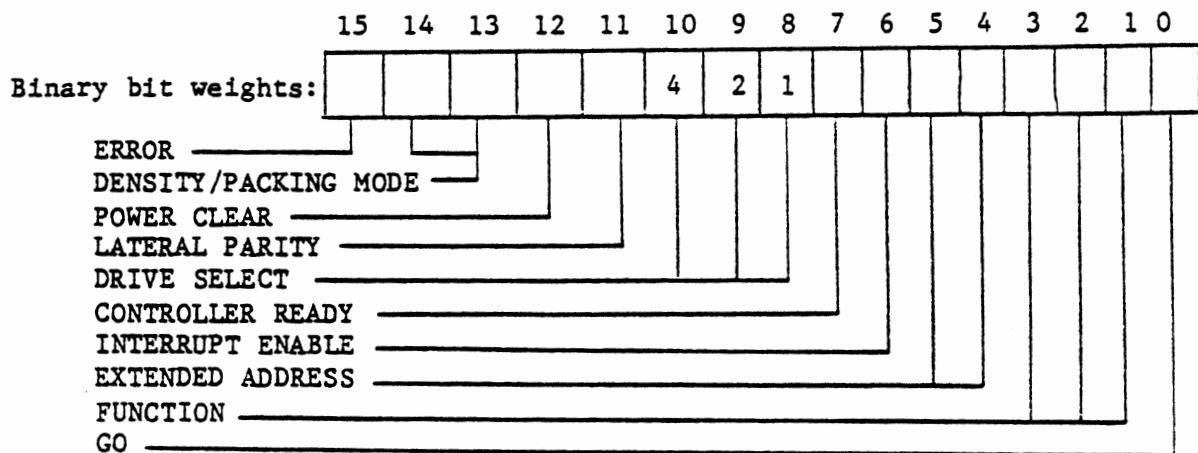 15 14 13 12 11 10 9 8 7 6 5 4 3 2 1 0
Binary bit weights: 4 2 1
ERROR
DENSITY/PACKING MODE
POWER CLEAR
LATERAL PARITY
DRIVE SELECT
CONTROLLER READY
INTERRUPT ENABLE
EXTENDED ADDRESS
FUNCTION
GO